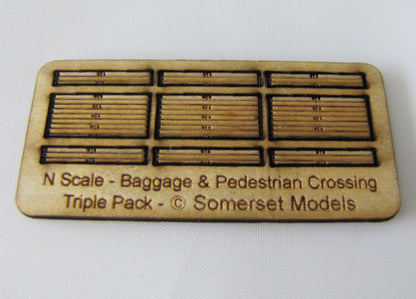 N Scale - Baggage & Pedestrian Crossing
Triple Pack - © Somerset Models